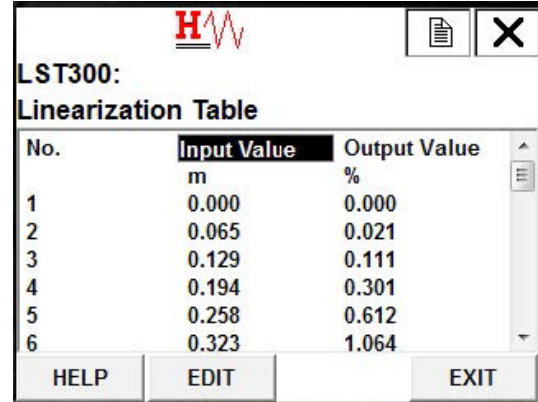 H
LST300:
Linearization Table
No. Input Value Output Value
m %
1 0.000 0.000
2 0.065 0.021
3 0.129 0.111
4 0.194 0.301
5 0.258 0.612
6 0.323 1.064
HELP EDIT EXIT